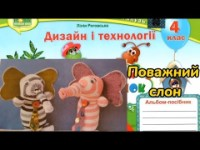 Дизайн і технології
4 клас
Поважний
слон
Альбом-посібник